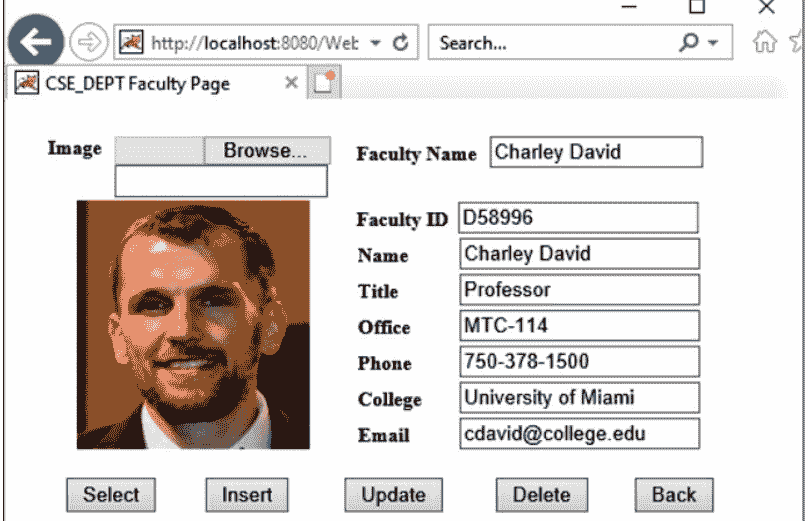 http://localhost:8080/Web
Search...
CSE_DEPT Faculty Page
Image Browse... Faculty Name Charley David
Faculty ID D58996
Name Charley David
Title Professor
Office MTC-114
Phone 750-378-1500
College University of Miami
Email cdavid@college.edu
Select Insert Update Delete Back